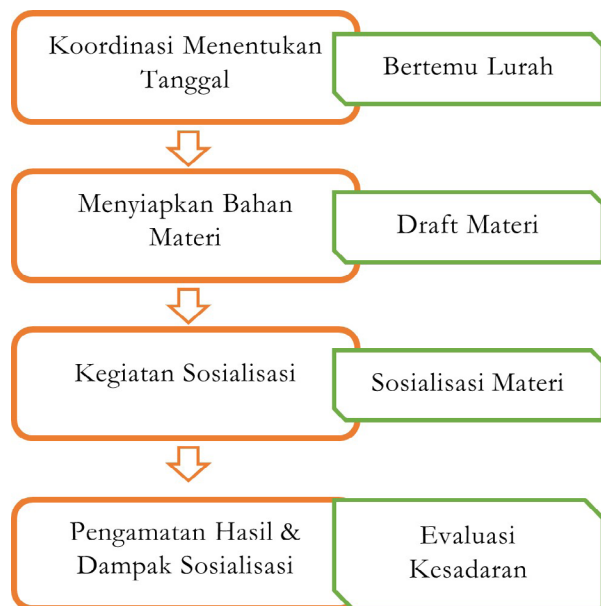 Koordinasi Menentukan
Tanggal
Bertemu Lurah
Menyiapkan Bahan
Materi
Draft Materi
Kegiatan Sosialisasi
Sosialisasi Materi
Pengamatan Hasil &
Dampak Sosialisasi
Evaluasi
Kesadaran